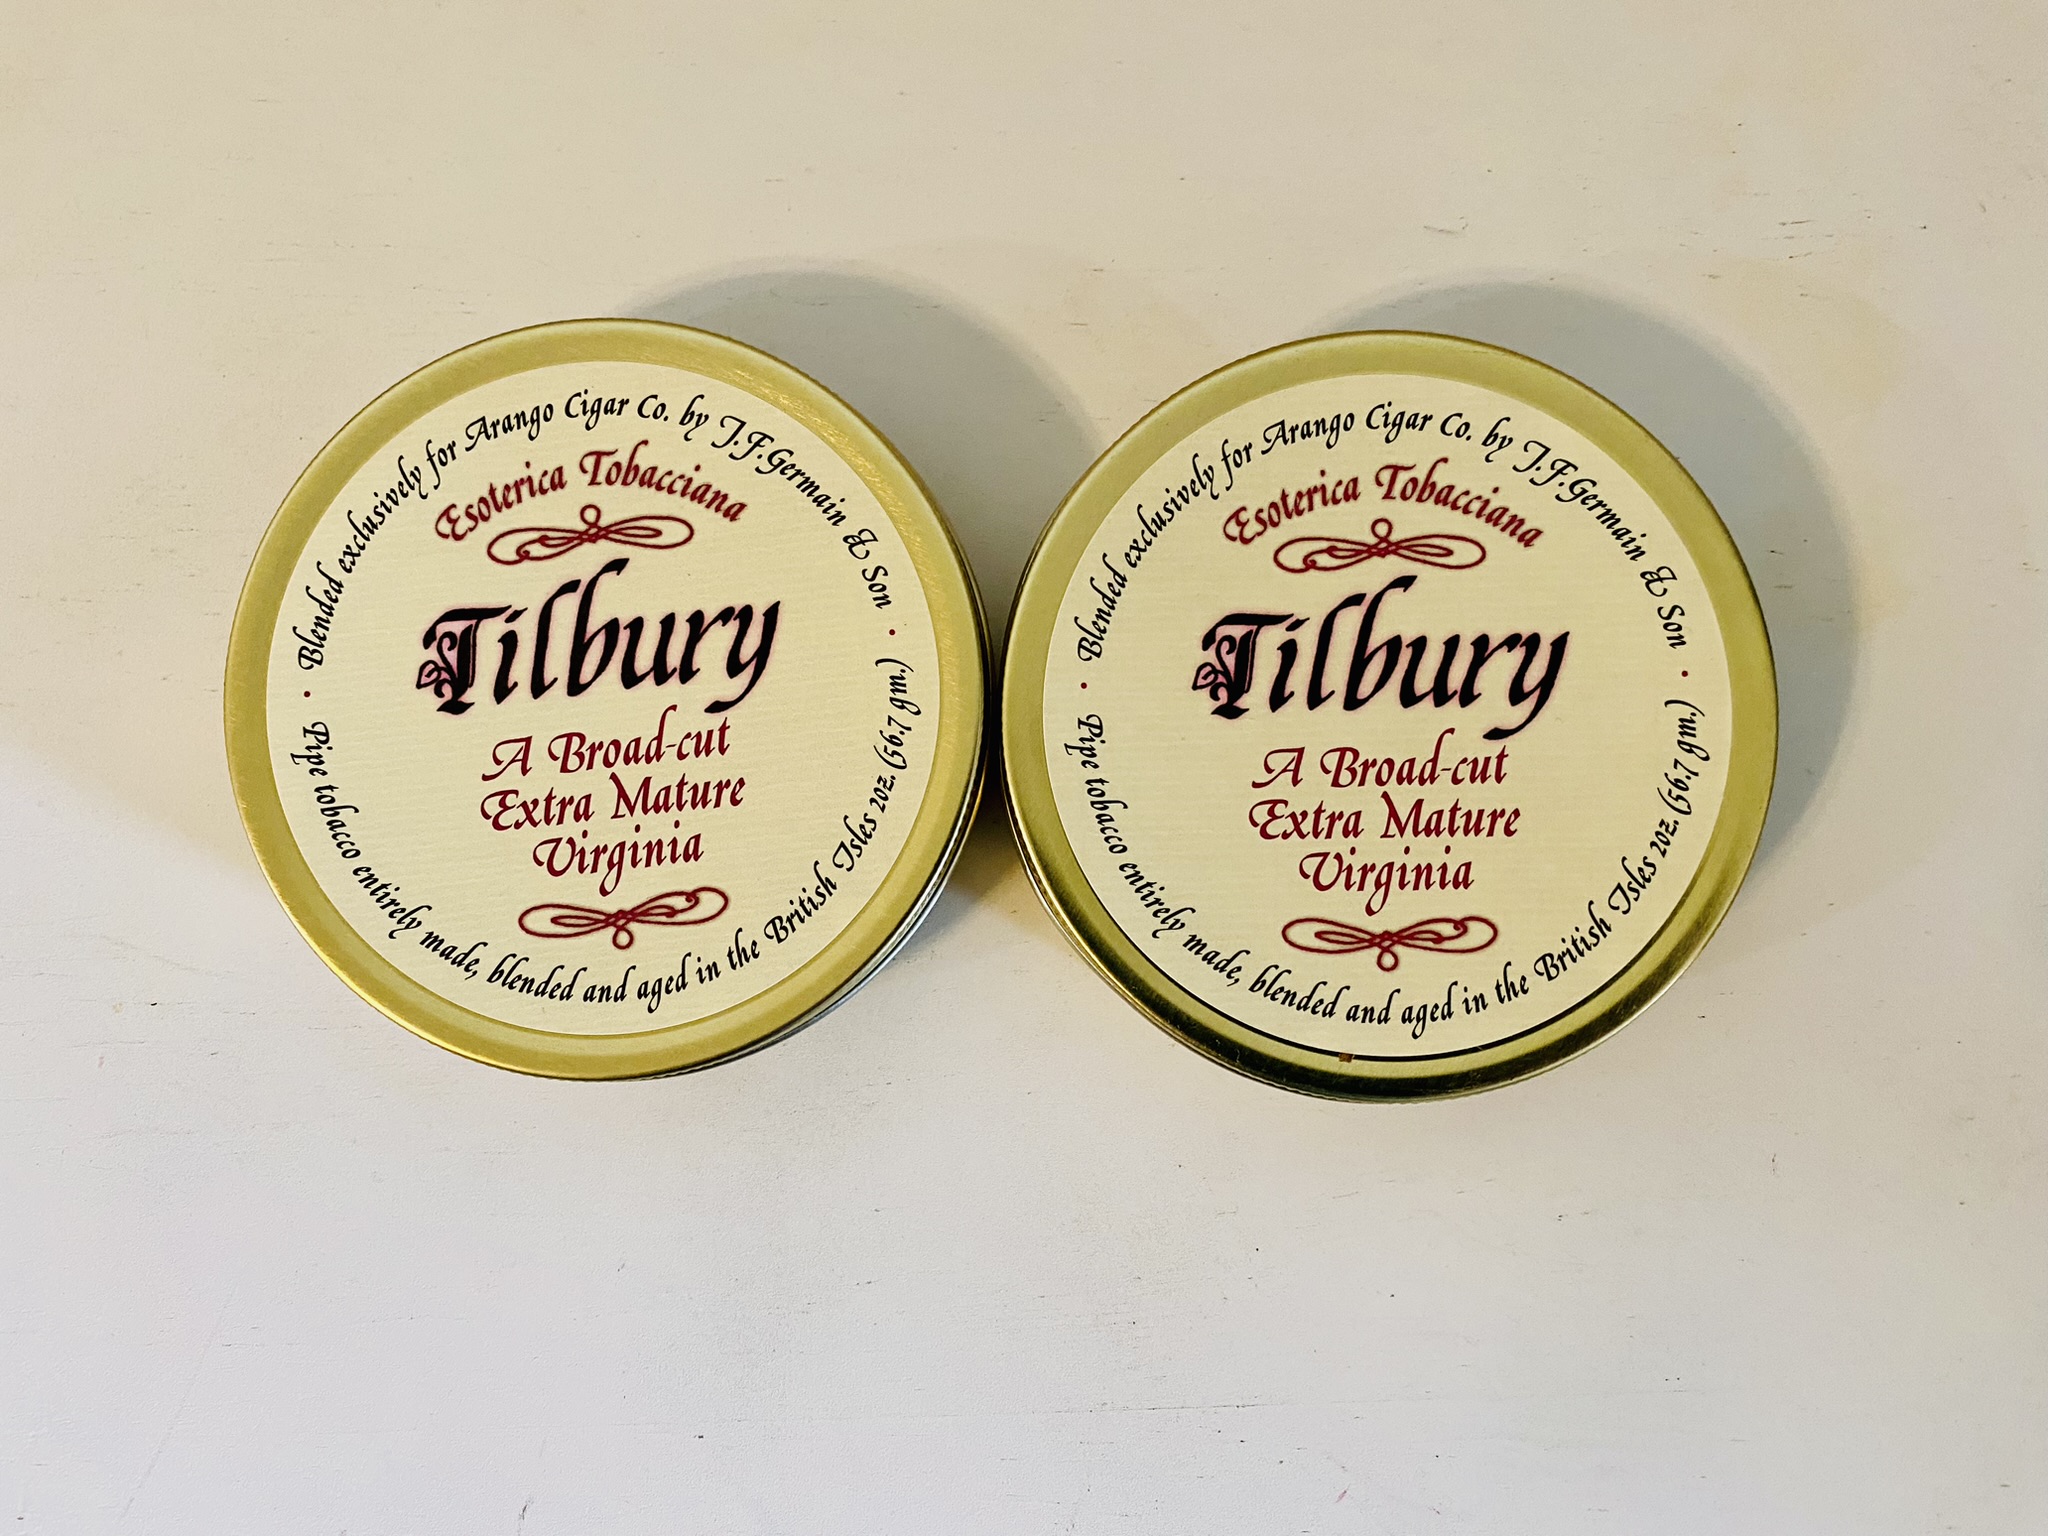 Blended exclusively for Arango Cigar Co. by J.F.Germain & Son
Esoterica Tobacciana
Tilbury
A Broad-cut
Extra Mature
Virginia
Pipe tobacco entirely made, blended and aged in the British Isles 2oz. (56.7 gm.)
Blended exclusively for Arango Cigar Co. by J.F.Germain & Son
Esoterica Tobacciana
Tilbury
A Broad-cut
Extra Mature
Virginia
Pipe tobacco entirely made, blended and aged in the British Isles 2oz. (56.7 gm.)